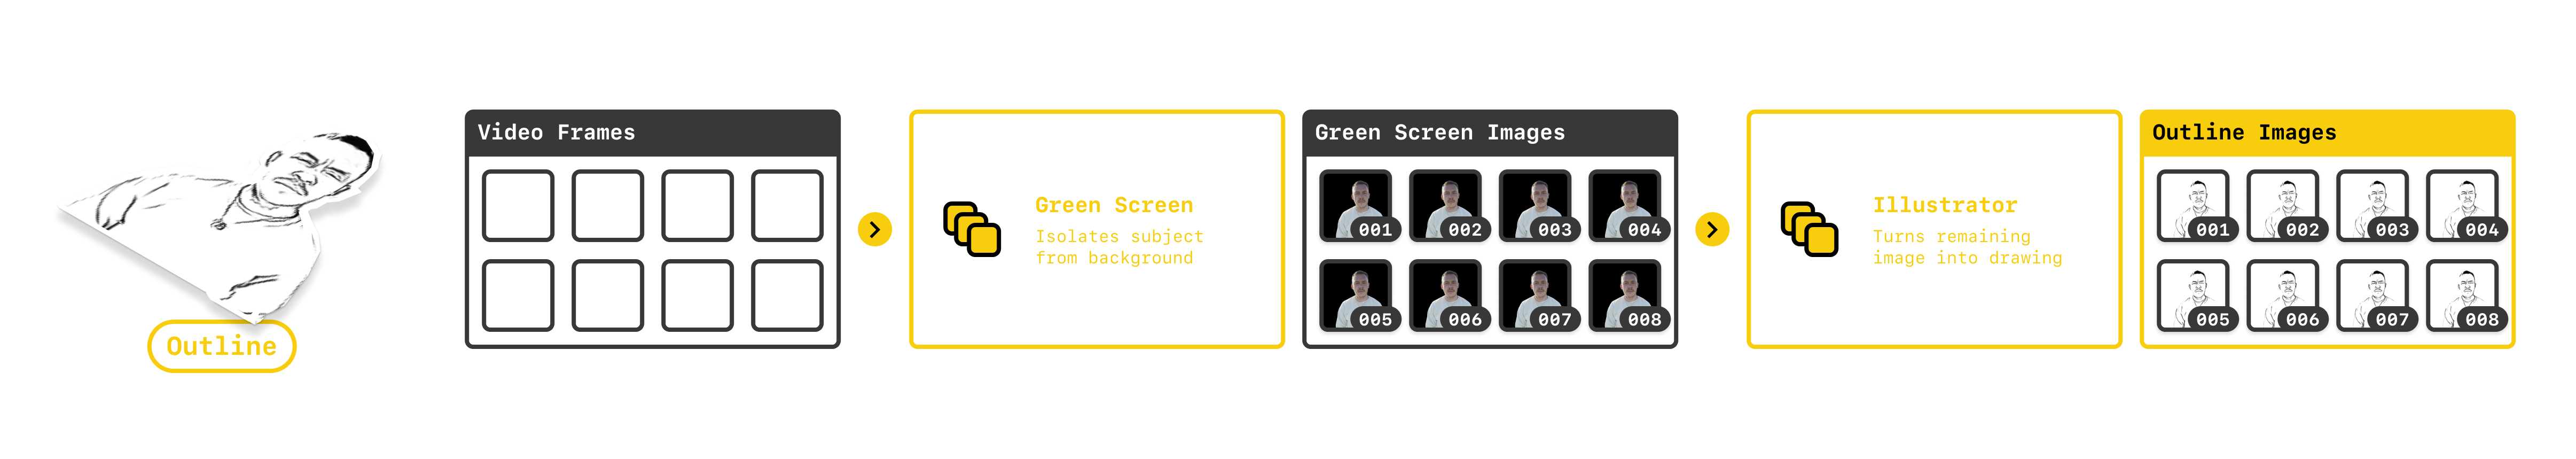 Outline
Video Frames
Green Screen
Isolates subject
from background
Green Screen Images
001 002 003 004
005 006 007 008
Illustrator
Turns remaining
image into drawing
Outline Images
001 002 003 004
005 006 007 008